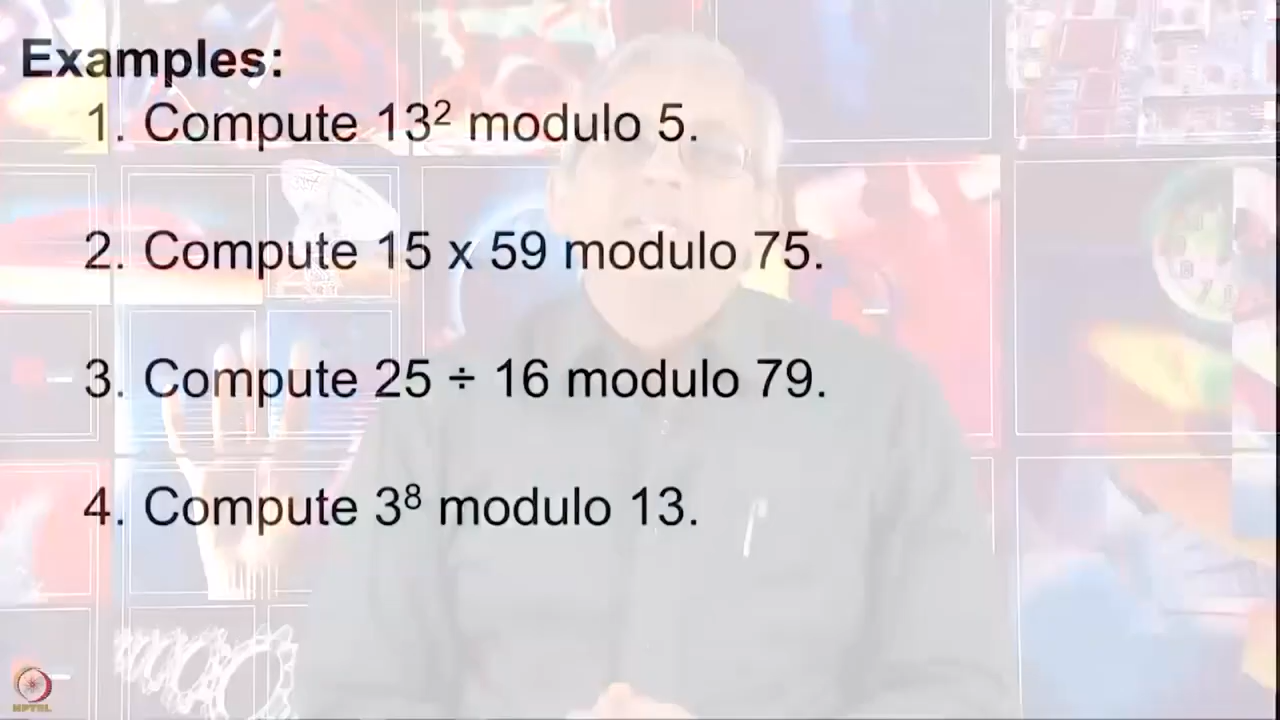 Examples:
1. Compute 13² modulo 5.
2. Compute 15 x 59 modulo 75.
3. Compute 25 ÷ 16 modulo 79.
4. Compute 3⁸ modulo 13.
NPTEL